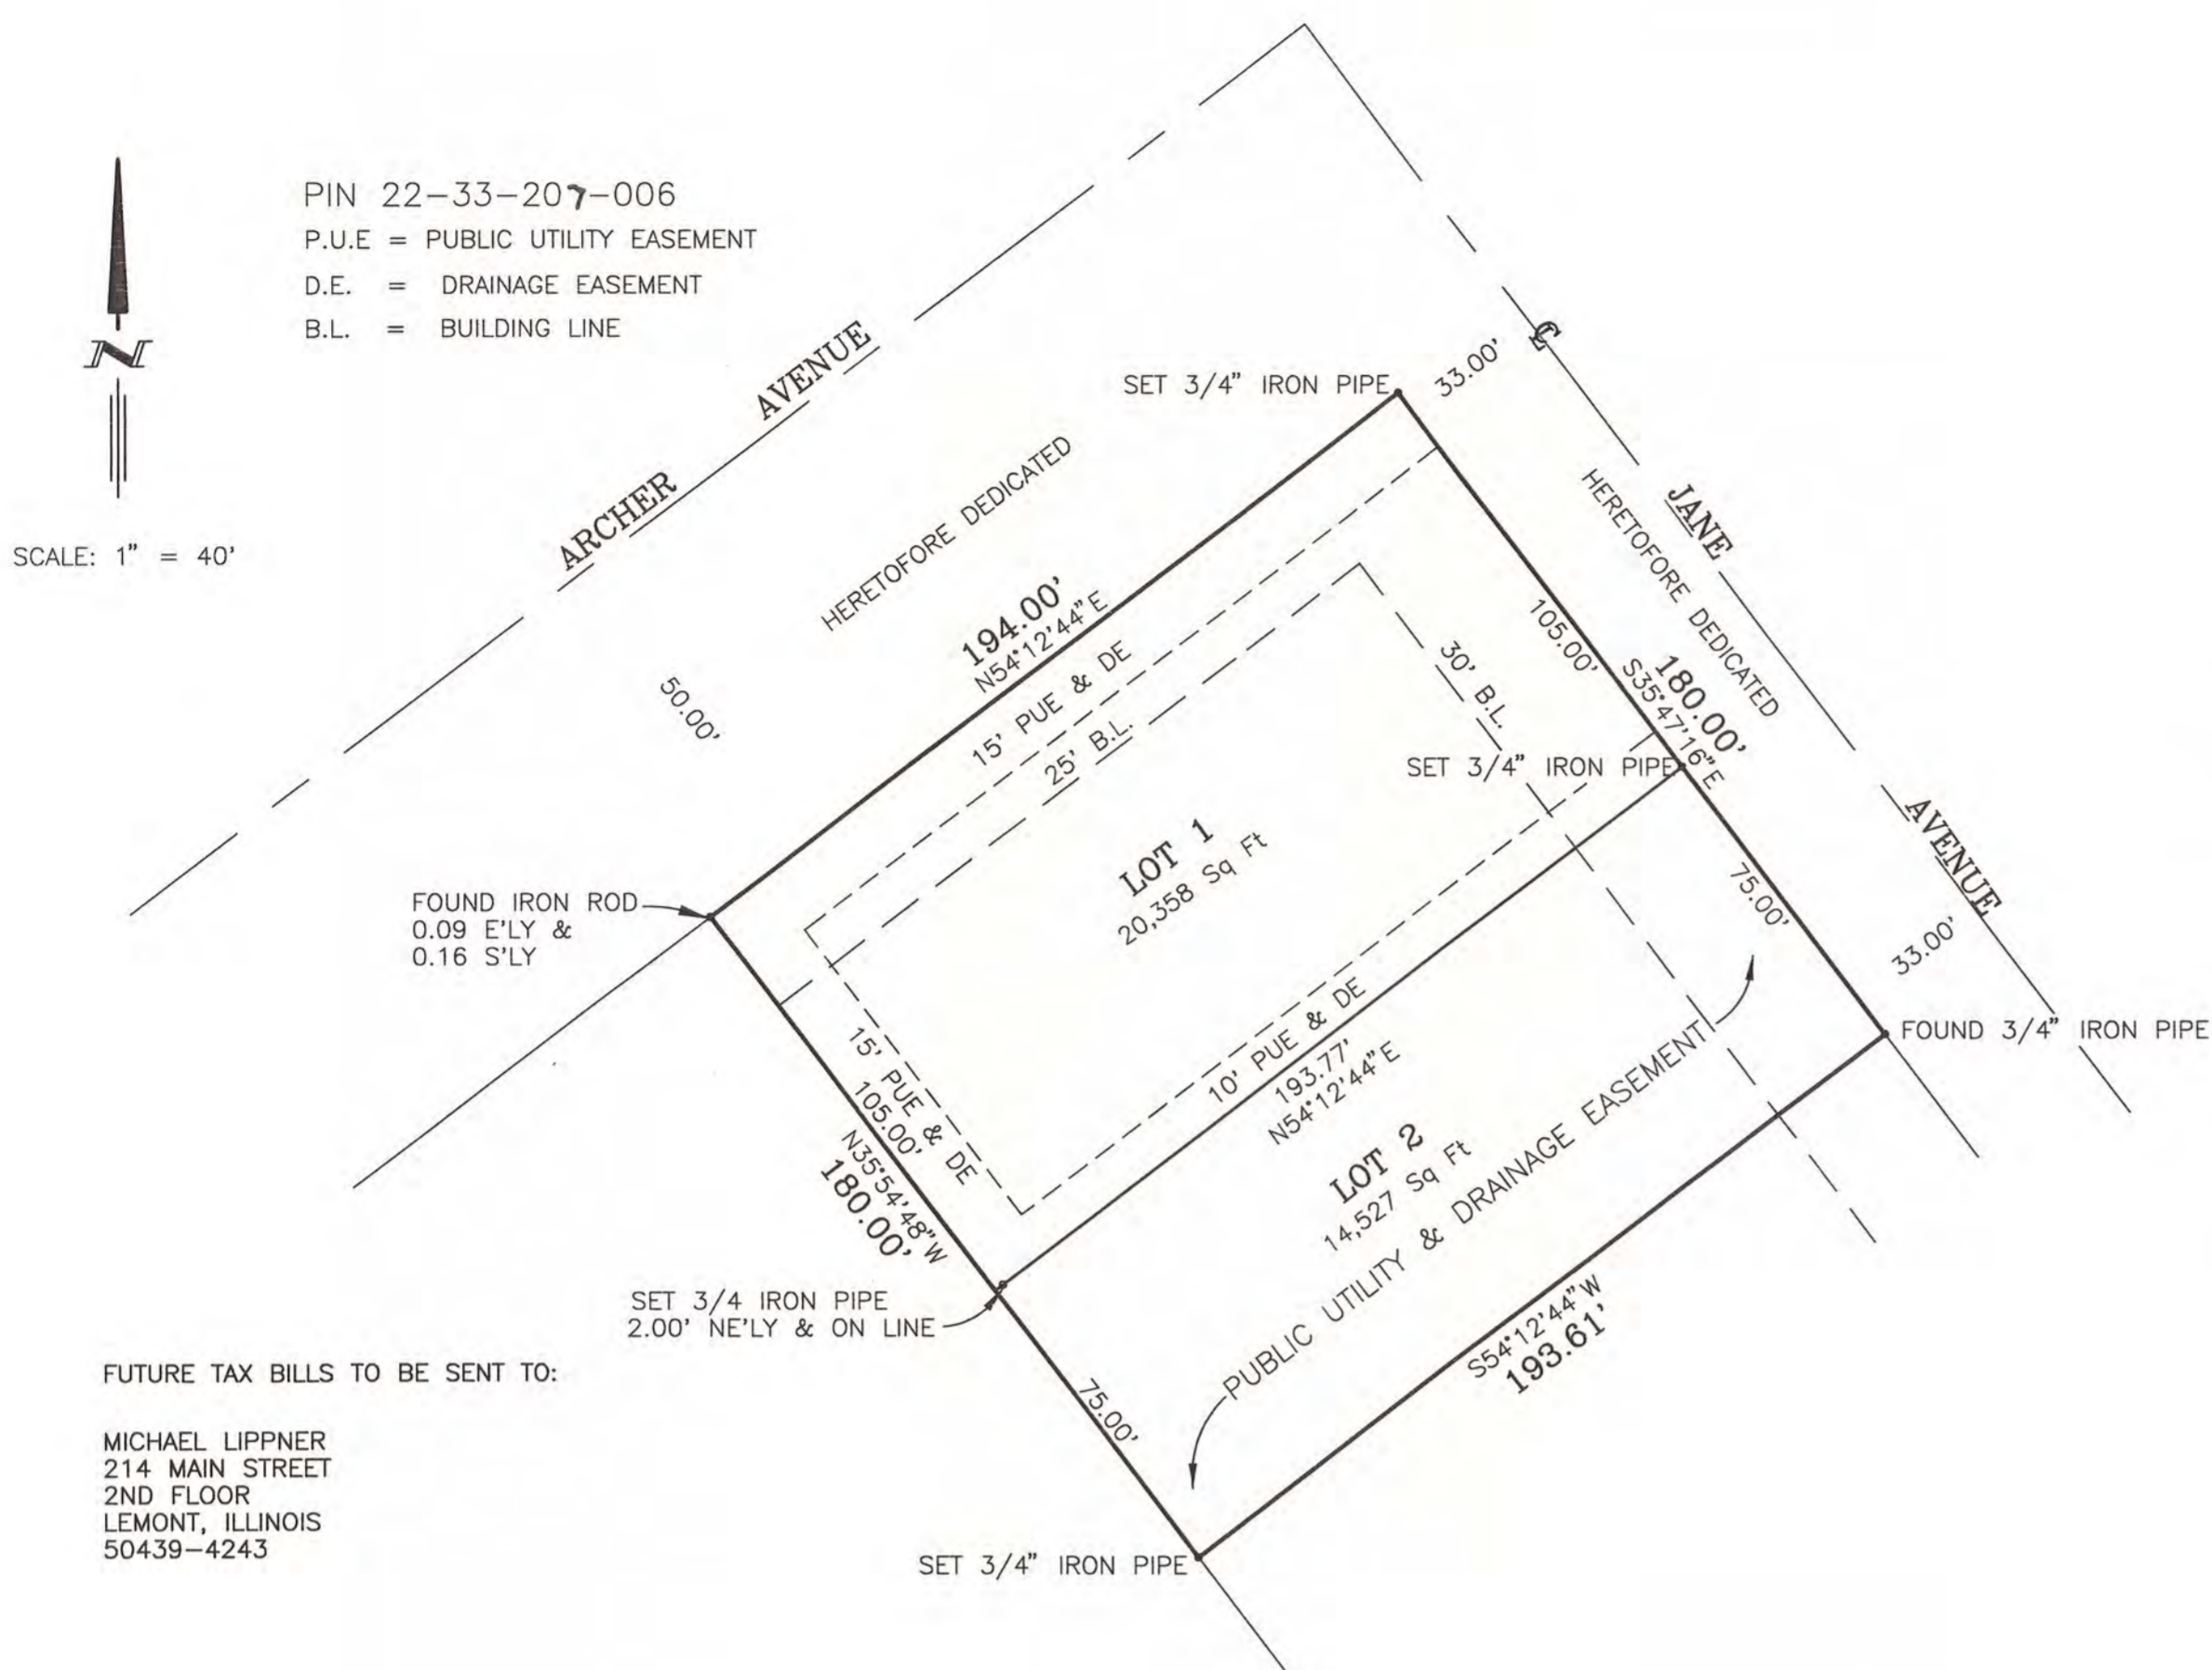 PIN 22-33-207-006
P.U.E = PUBLIC UTILITY EASEMENT
D.E. = DRAINAGE EASEMENT
B.L. = BUILDING LINE
N
SCALE: 1" = 40'
ARCHER AVENUE
HERETOFORE DEDICATED
50.00'
SET 3/4" IRON PIPE
33.00'
CL
JANE AVENUE
HERETOFORE DEDICATED
194.00'
N54°12'44"E
15' PUE & DE
25' B.L.
30' B.L.
105.00'
180.00'
S35°47'16"E
SET 3/4" IRON PIPE
LOT 1
20,358 Sq Ft
75.00'
33.00'
FOUND IRON ROD
0.09 E'LY &
0.16 S'LY
FOUND 3/4" IRON PIPE
15' PUE & DE
105.00'
N35°54'48"W
180.00'
10' PUE & DE
193.77'
N54°12'44"E
LOT 2
14,527 Sq Ft
PUBLIC UTILITY & DRAINAGE EASEMENT
S54°12'44"W
193.61'
SET 3/4 IRON PIPE
2.00' NE'LY & ON LINE
75.00'
SET 3/4" IRON PIPE
FUTURE TAX BILLS TO BE SENT TO:
MICHAEL LIPPNER
214 MAIN STREET
2ND FLOOR
LEMONT, ILLINOIS
50439-4243